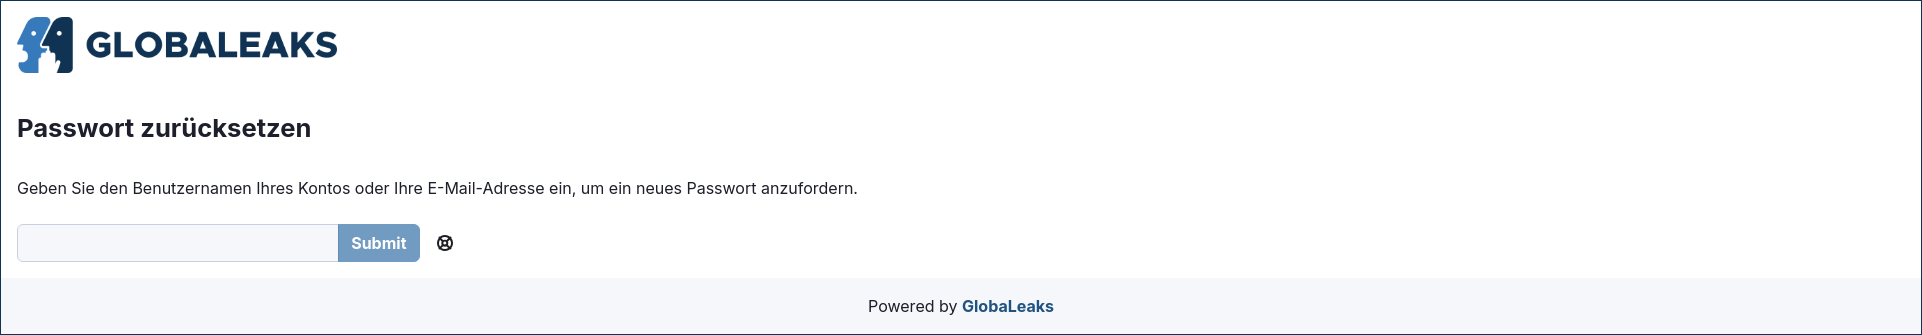 GLOBALEAKS
Passwort zurücksetzen
Geben Sie den Benutzernamen Ihres Kontos oder Ihre E-Mail-Adresse ein, um ein neues Passwort anzufordern.
Submit
Powered by GlobaLeaks